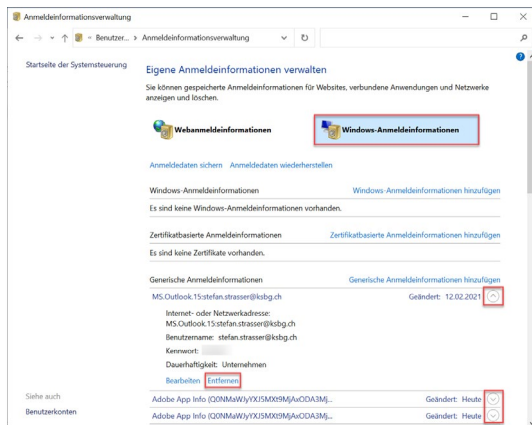 Anmeldeinformationsverwaltung
Benutzer... > Anmeldeinformationsverwaltung
Startseite der Systemsteuerung
Eigene Anmeldeinformationen verwalten
Sie können gespeicherte Anmeldeinformationen für Websites, verbundene Anwendungen und Netzwerke
anzeigen und löschen.
Webanmeldeinformationen
Windows-Anmeldeinformationen
Anmeldedaten sichern Anmeldedaten wiederherstellen
Windows-Anmeldeinformationen Windows-Anmeldeinformationen hinzufügen
Es sind keine Windows-Anmeldeinformationen vorhanden.
Zertifikatbasierte Anmeldeinformationen Zertifikatbasierte Anmeldeinformationen hinzufügen
Es sind keine Zertifikate vorhanden.
Generische Anmeldeinformationen Generische Anmeldeinformationen hinzufügen
MS.Outlook.15:stefan.strasser@ksbg.ch Geändert: 12.02.2021
Internet- oder Netzwerkadresse:
MS.Outlook.15:stefan.strasser@ksbg.ch
Benutzername: stefan.strasser@ksbg.ch
Kennwort:
Dauerhaftigkeit: Unternehmen
Bearbeiten Entfernen
Siehe auch
Benutzerkonten
Adobe App Info Geändert: Heute
Adobe App Info Geändert: Heute